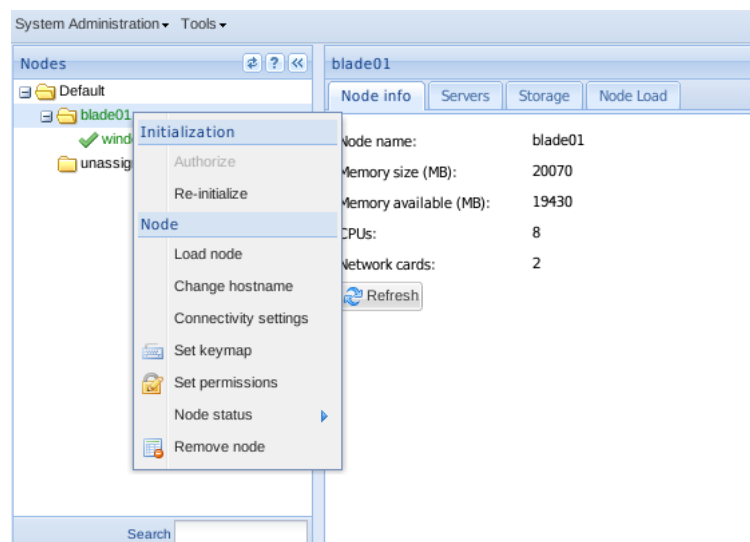 System Administration Tools
Nodes
Default
blade01
Initialization
Authorize
Re-initialize
Node
Load node
Change hostname
Connectivity settings
Set keymap
Set permissions
Node status
Remove node
Search
blade01
Node info Servers Storage Node Load
Node name: blade01
Memory size (MB): 20070
Memory available (MB): 19430
CPUs: 8
Network cards: 2
Refresh